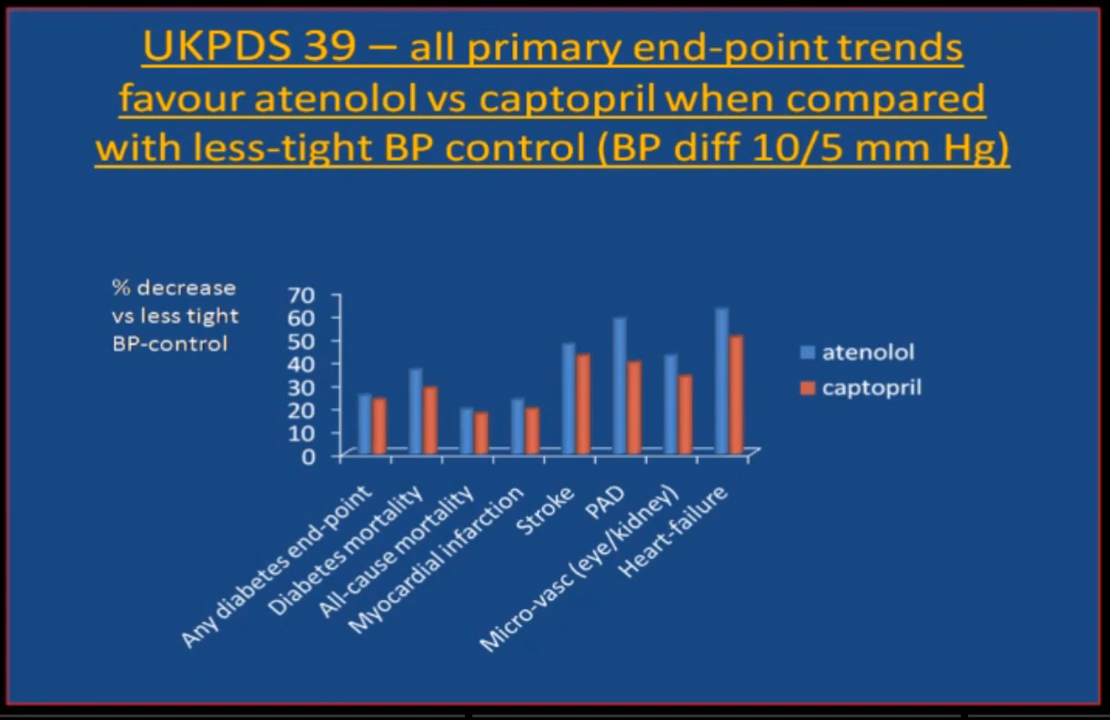 UKPDS 39 – all primary end-point trends
favour atenolol vs captopril when compared
with less-tight BP control (BP diff 10/5 mm Hg)
% decrease
vs less tight
BP-control
70
60
50
40
30
20
10
0
atenolol
captopril
Any diabetes end-point
Diabetes mortality
All-cause mortality
Myocardial infarction
Stroke
PAD
Micro-vasc (eye/kidney)
Heart-failure